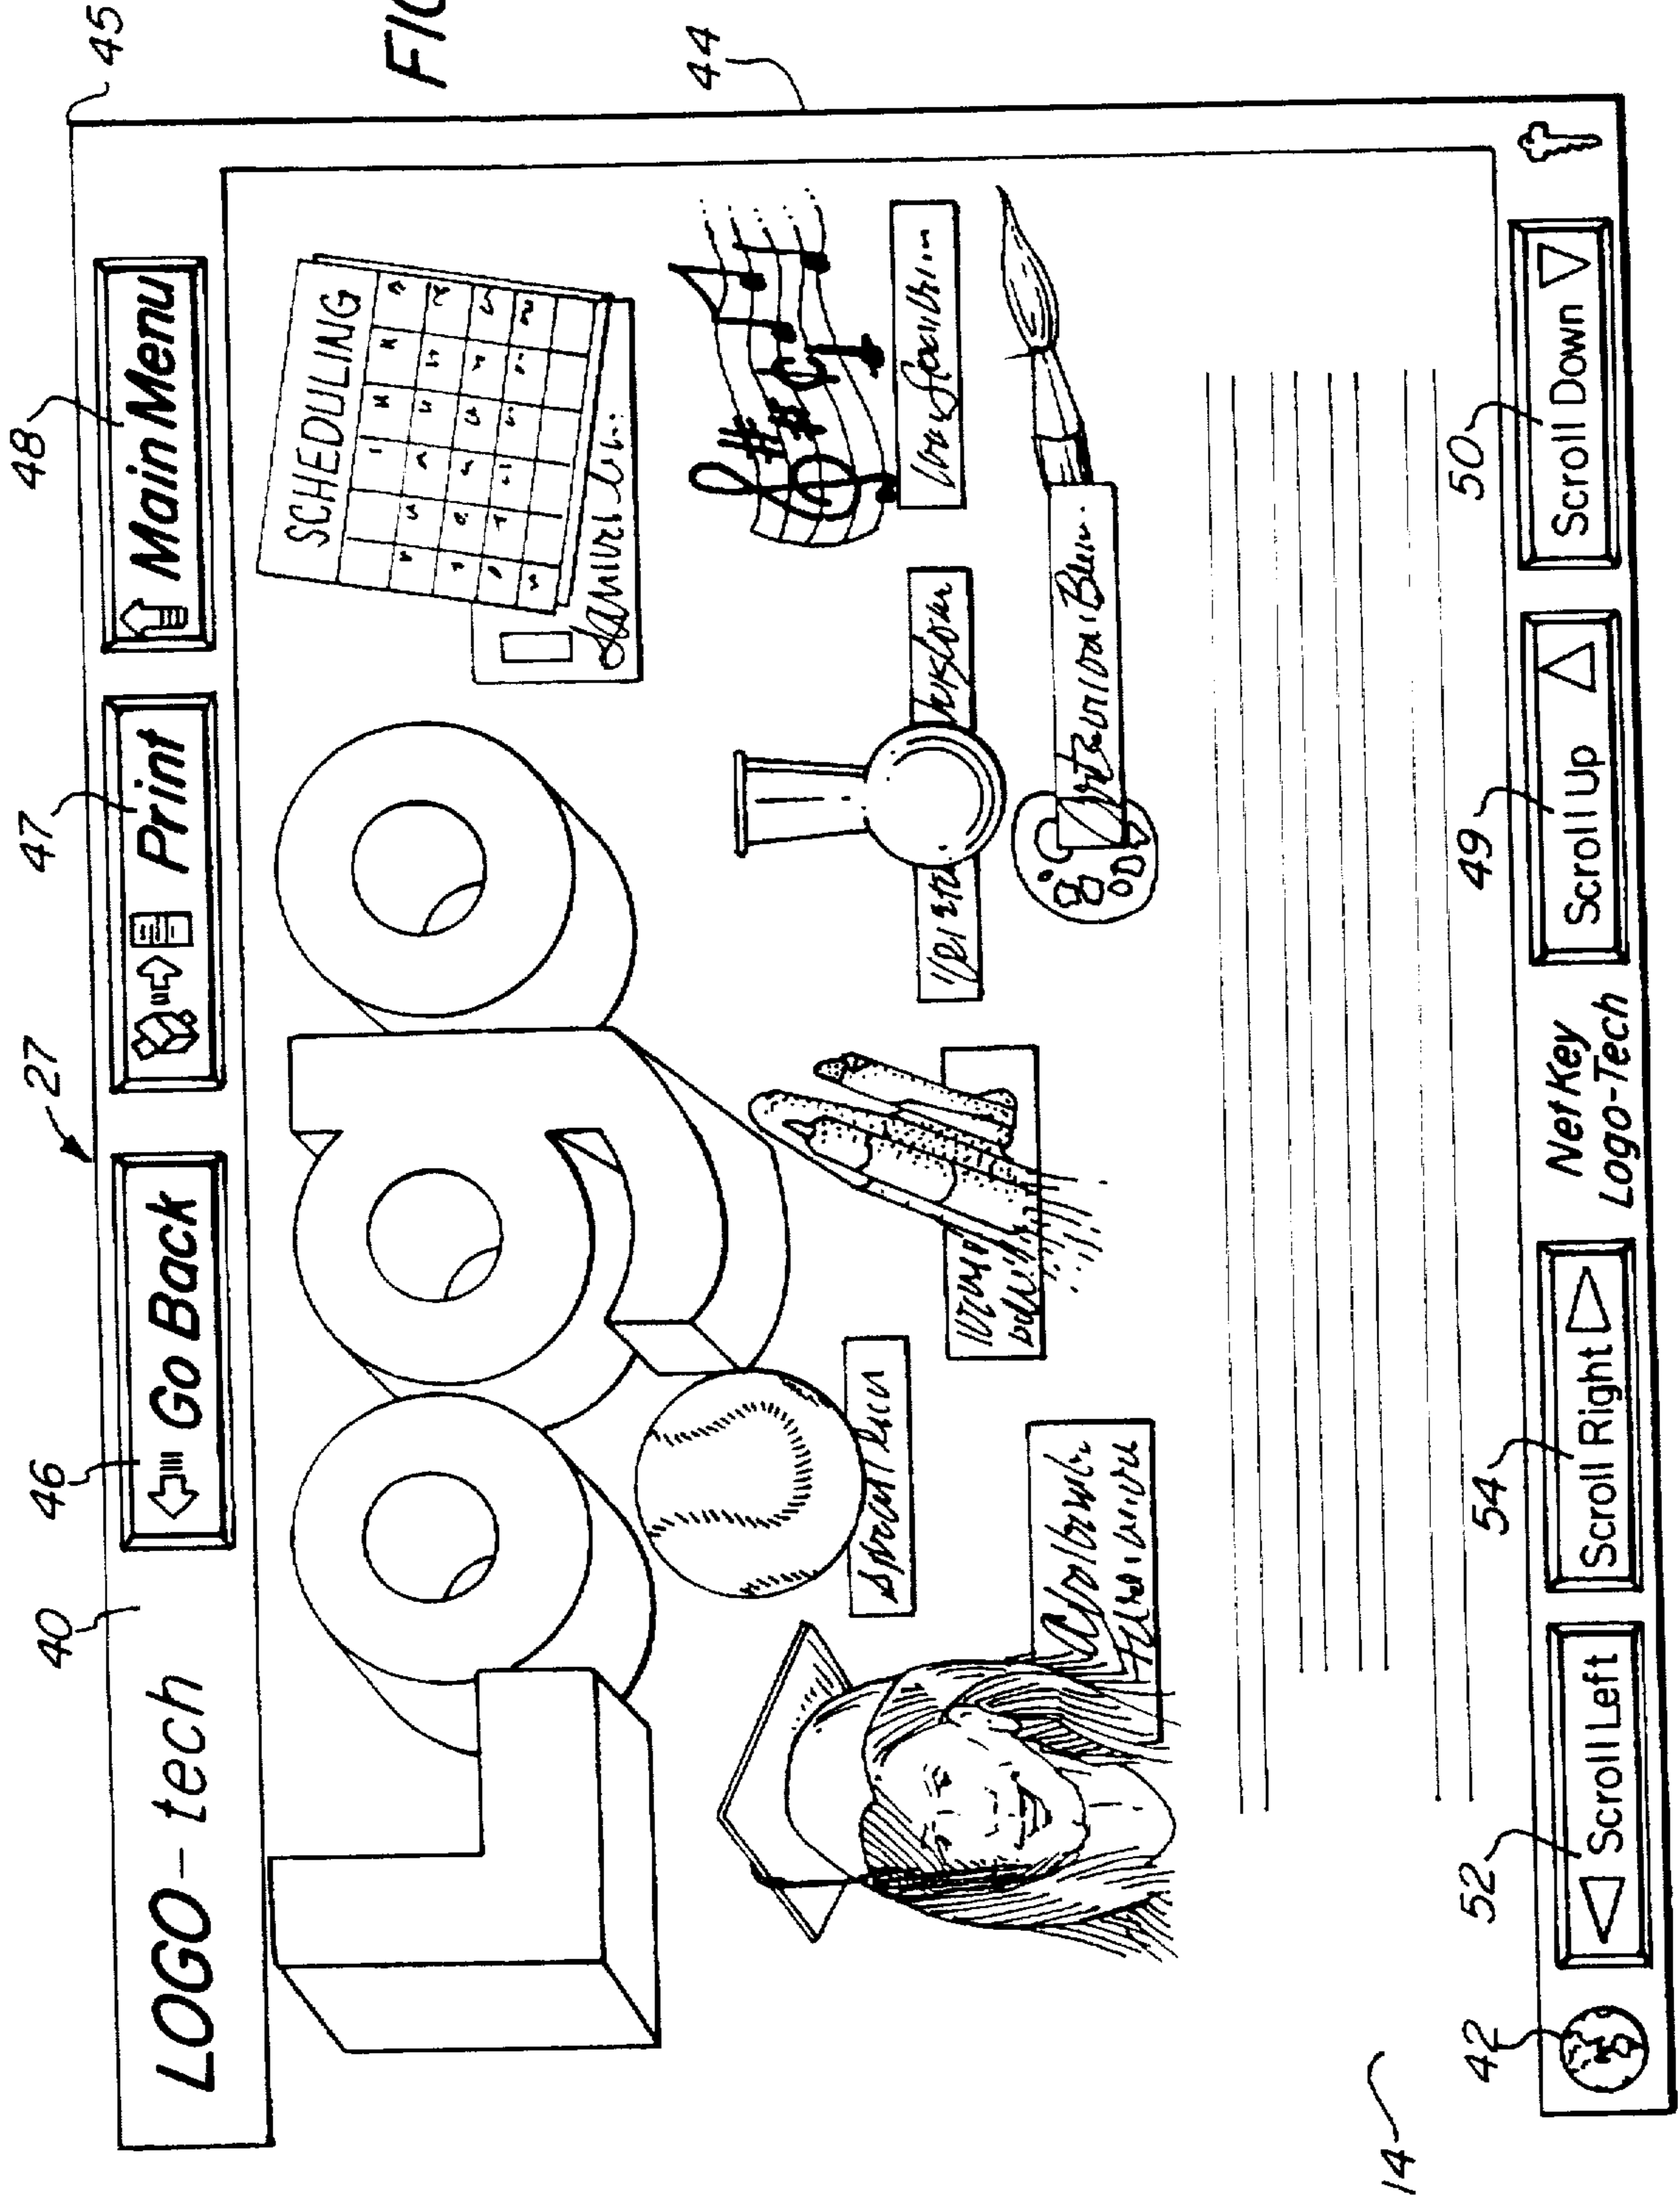 45
FIG
48
47
27
46
40
44
LOGO-tech
Go Back
Print
Main Menu
LOGO
SCHEDULING
50
49
54
52
42
14
Scroll Left
Scroll Right
Net Key
Logo-Tech
Scroll Up
Scroll Down